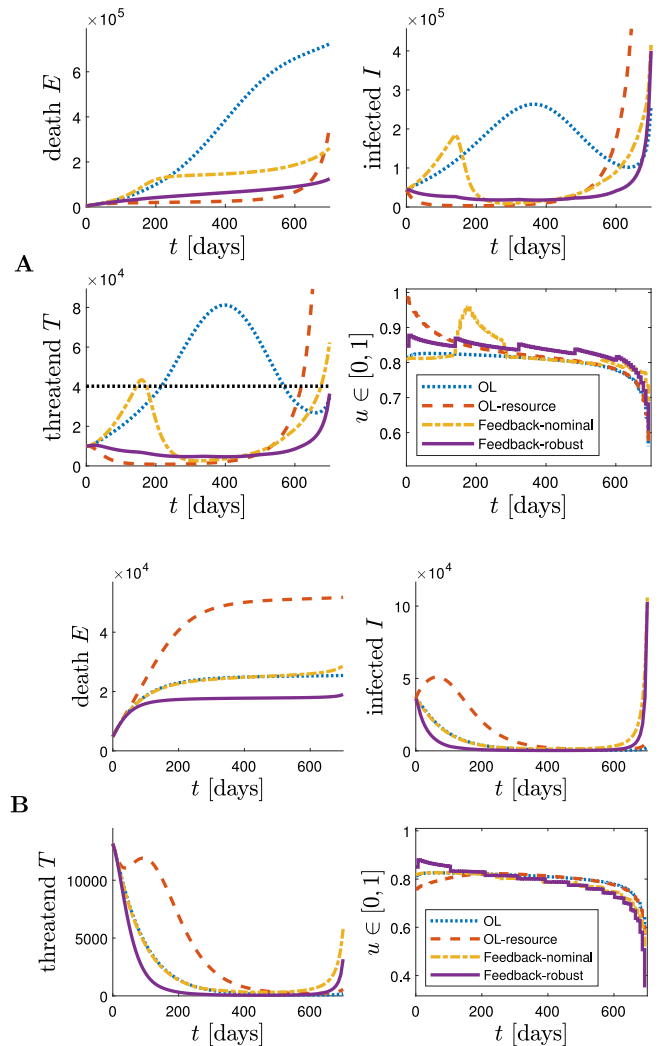 × 10^5
6
4
2
0
0 200 400 600
death E
t [days]
× 10^5
4
3
2
1
0
0 200 400 600
infected I
t [days]
A
× 10^4
8
6
4
2
0
0 200 400 600
threatend T
t [days]
1
0.9
0.8
0.7
0.6
0 200 400 600
u ∈ [0, 1]
t [days]
OL
OL-resource
Feedback-nominal
Feedback-robust
× 10^4
6
4
2
0
0 200 400 600
death E
t [days]
× 10^4
10
5
0
0 200 400 600
infected I
t [days]
B
10000
5000
0
0 200 400 600
threatend T
t [days]
1
0.8
0.6
0.4
0 200 400 600
u ∈ [0, 1]
t [days]
OL
OL-resource
Feedback-nominal
Feedback-robust